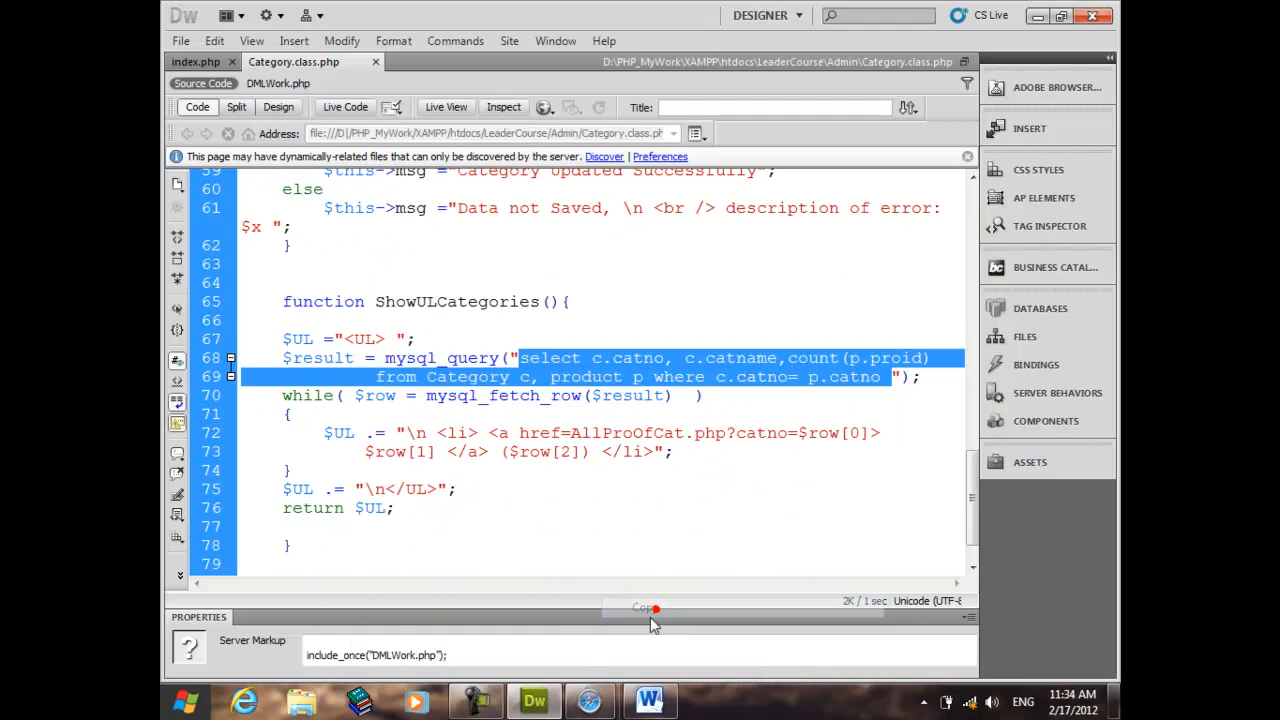 Dw
DESIGNER
CS Live
File Edit View Insert Modify Format Commands Site Window Help
index.php Category.class.php D:\PHP_MyWork\XAMPP\htdocs\LeaderCourse\Admin\Category.class.php
Source Code DMLWork.php
Code Split Design Live Code Live View Inspect Title:
Address: file:///D|/PHP_MyWork/XAMPP/htdocs/LeaderCourse/Admin/Category.class.ph
This page may have dynamically-related files that can only be discovered by the server. Discover | Preferences
59 $this->msg ="Category Updated Successfully";
60 else
61 $this->msg ="Data not Saved, \n <br /> description of error:
$x ";
62 }
63
64
65 function ShowULCategories(){
66
67 $UL ="<UL> ";
68 $result = mysql_query("select c.catno, c.catname,count(p.proid)
69 from Category c, product p where c.catno= p.catno ");
70 while( $row = mysql_fetch_row($result) )
71 {
72 $UL .= "\n <li> <a href=AllProOfCat.php?catno=$row[0]>
73 $row[1] </a> ($row[2]) </li>";
74 }
75 $UL .= "\n</UL>";
76 return $UL;
77
78 }
79
2K / 1 sec Unicode (UTF-8
PROPERTIES
? Server Markup
include_once("DMLWork.php");
ADOBE BROWSER...
INSERT
CSS STYLES
AP ELEMENTS
TAG INSPECTOR
bc BUSINESS CATAL...
DATABASES
FILES
BINDINGS
SERVER BEHAVIORS
COMPONENTS
ASSETS
Dw
W
ENG
11:34 AM
2/17/2012